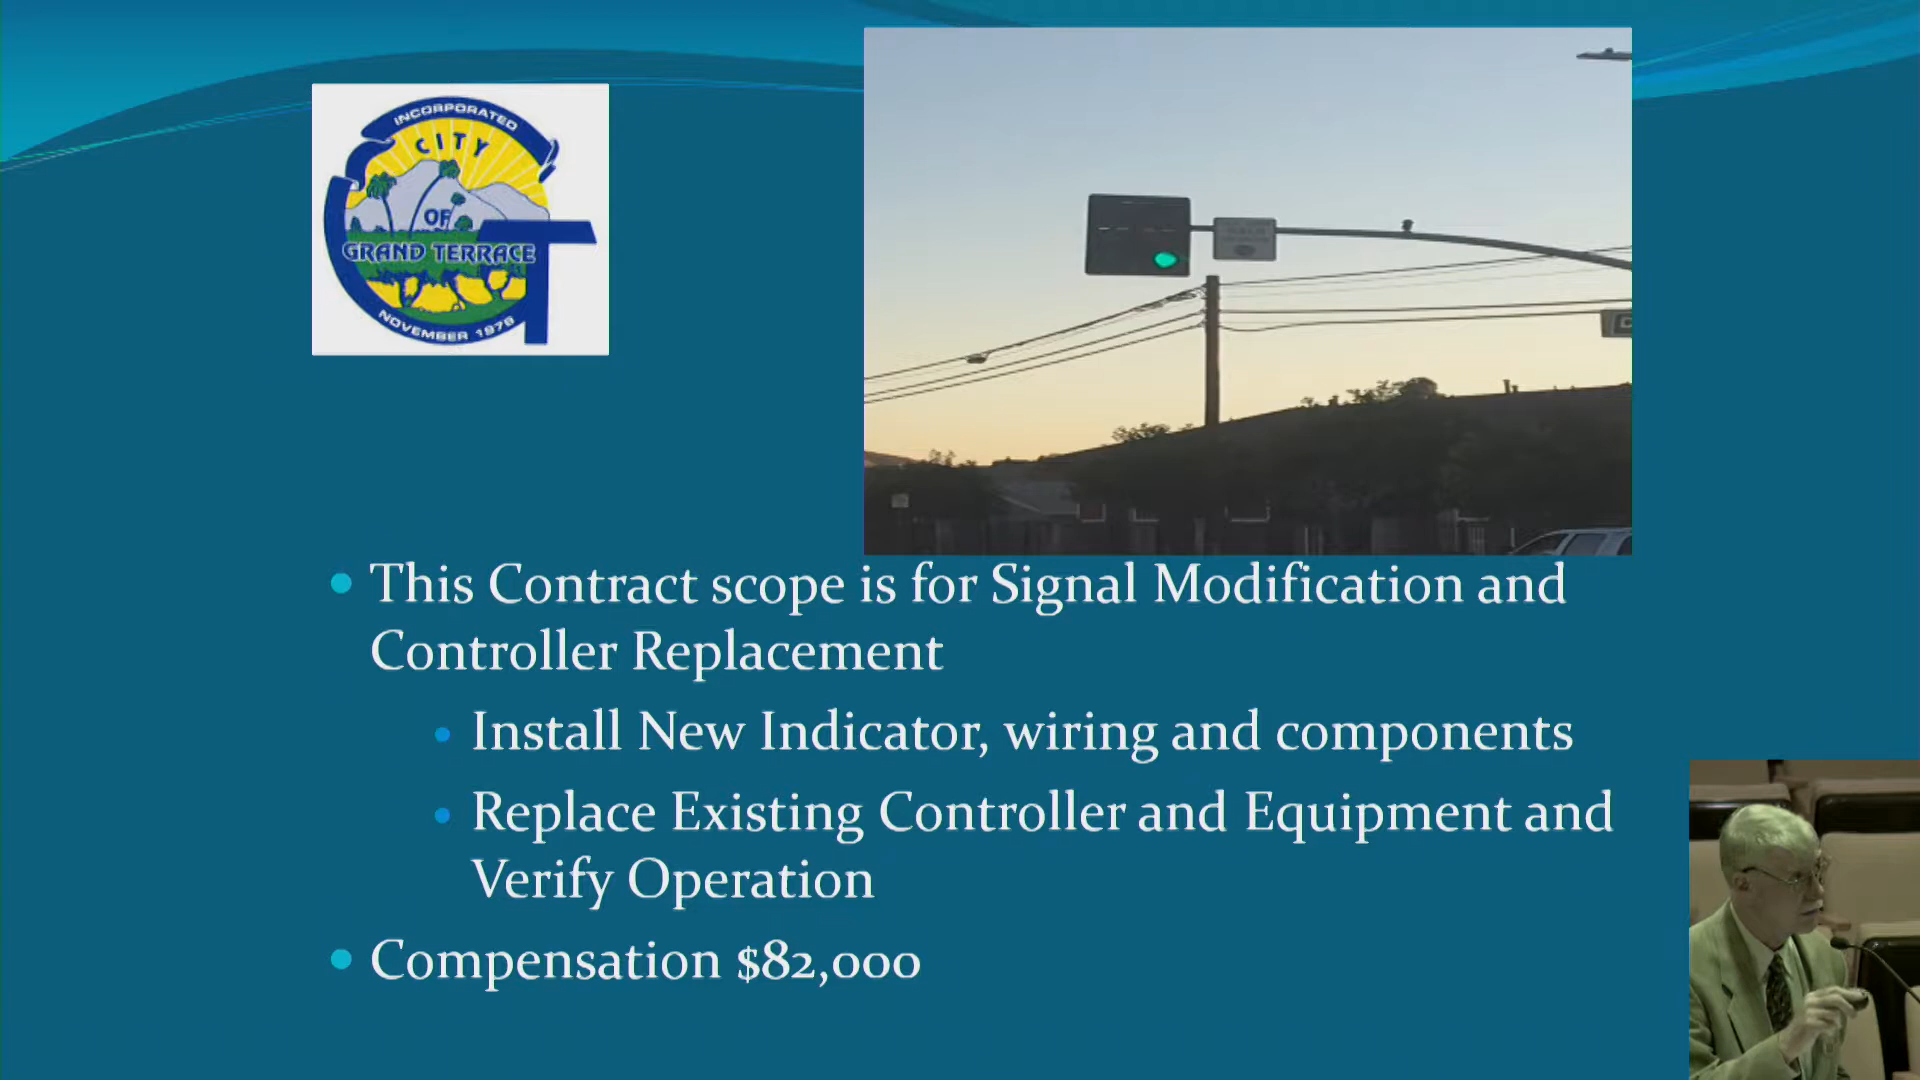 INCORPORATED
CITY
OF
GRAND TERRACE
NOVEMBER 1978
This Contract scope is for Signal Modification and
Controller Replacement
Install New Indicator, wiring and components
Replace Existing Controller and Equipment and
Verify Operation
Compensation $82,000